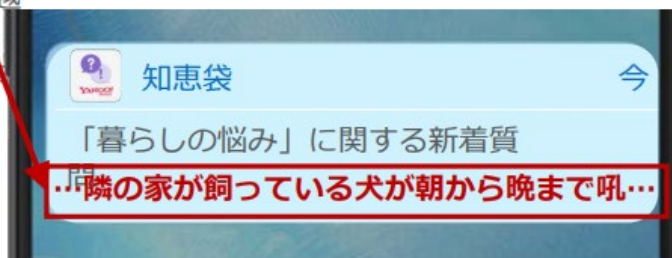 知恵袋
今
「暮らしの悩み」に関する新着質
問
…隣の家が飼っている犬が朝から晩まで吼…